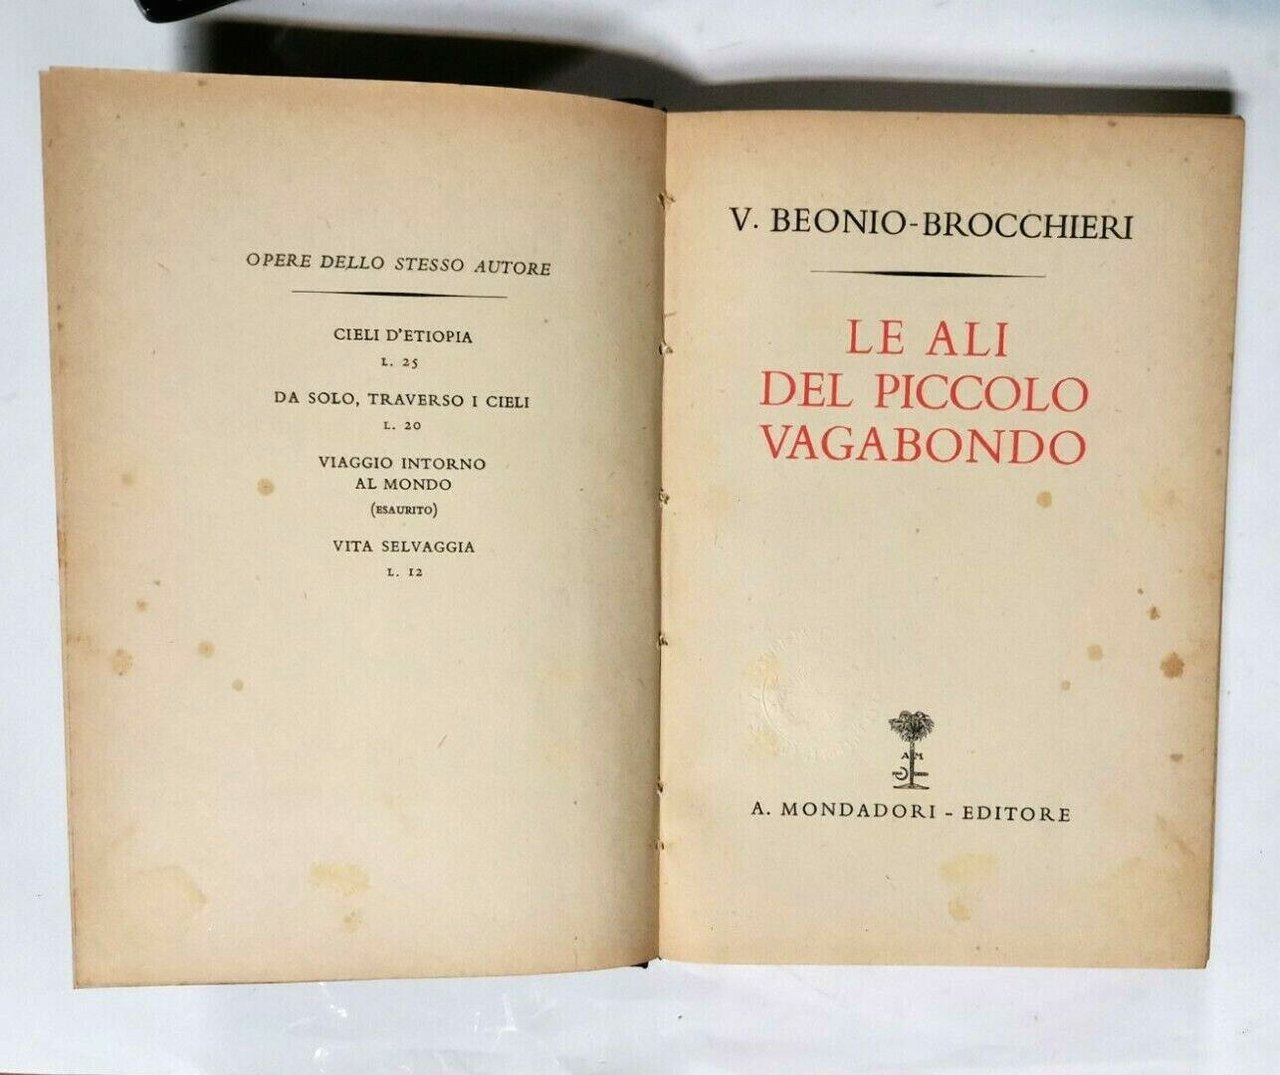 OPERE DELLO STESSO AUTORE
CIELI D'ETIOPIA
L. 25
DA SOLO, TRAVERSO I CIELI
L. 20
VIAGGIO INTORNO
AL MONDO
(ESAURITO)
VITA SELVAGGIA
L. 12
V. BEONIO-BROCCHIERI
LE ALI
DEL PICCOLO
VAGABONDO
A M
A. MONDADORI - EDITORE